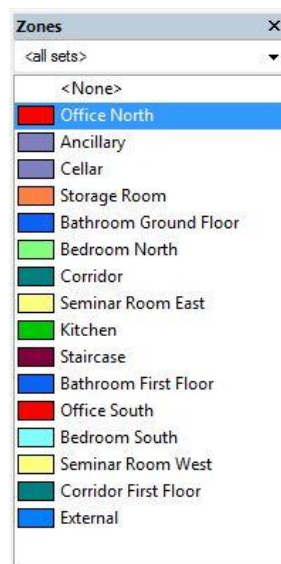 Zones
<all sets>
<None>
Office North
Ancillary
Cellar
Storage Room
Bathroom Ground Floor
Bedroom North
Corridor
Seminar Room East
Kitchen
Staircase
Bathroom First Floor
Office South
Bedroom South
Seminar Room West
Corridor First Floor
External